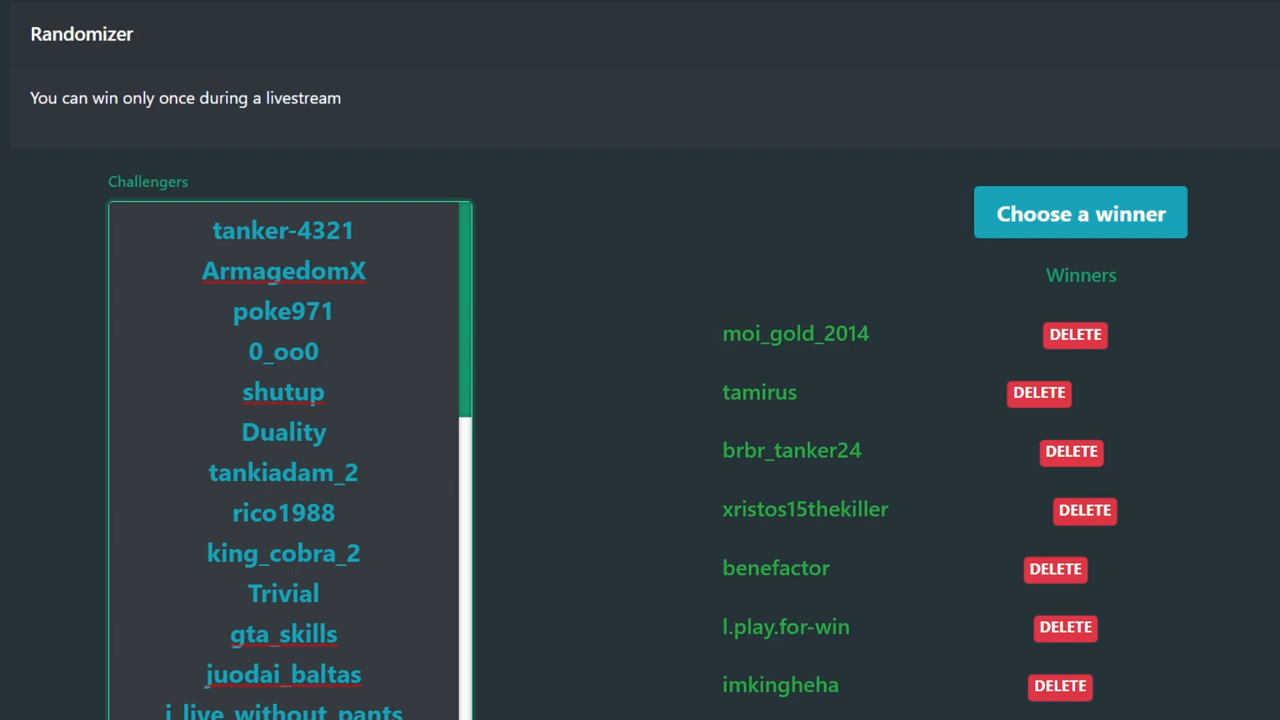 Randomizer
You can win only once during a livestream
Challengers
tanker-4321
ArmagedomX
poke971
0_oo0
shutup
Duality
tankiadam_2
rico1988
king_cobra_2
Trivial
gta_skills
juodai_baltas
i_live_without_pants
Choose a winner
Winners
moi_gold_2014 DELETE
tamirus DELETE
brbr_tanker24 DELETE
xristos15thekiller DELETE
benefactor DELETE
l.play.for-win DELETE
imkingheha DELETE